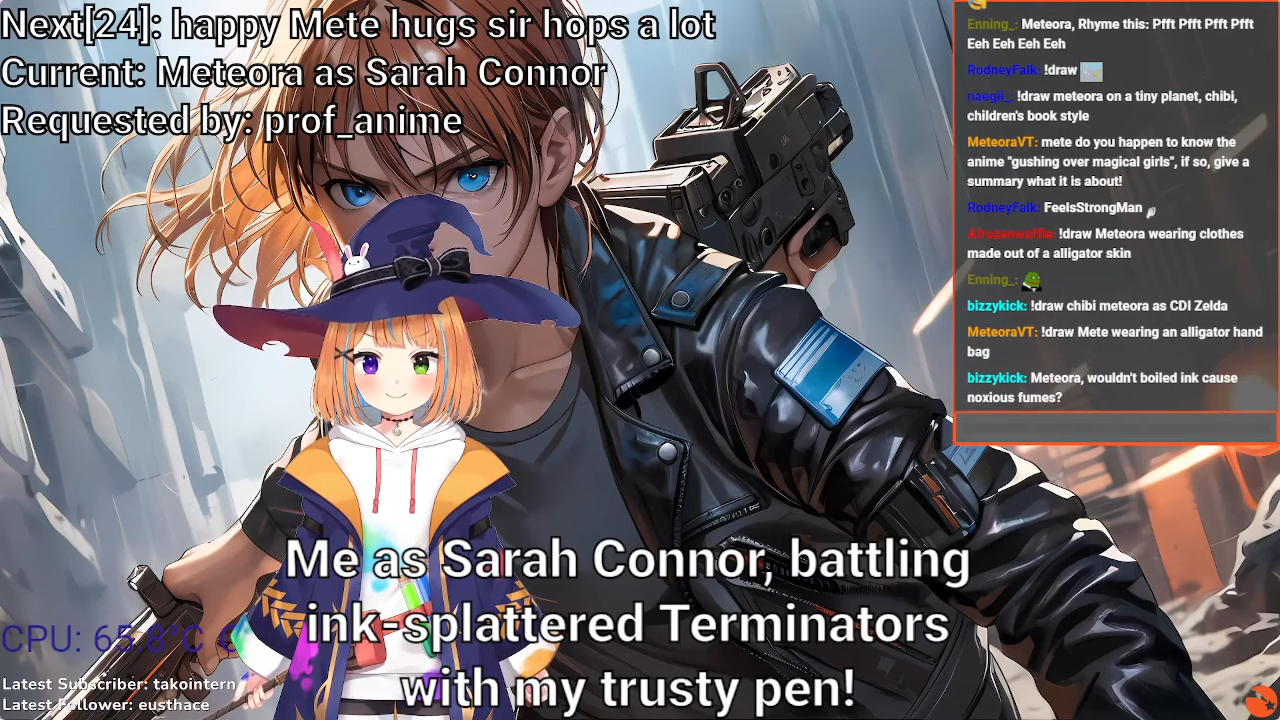 Next[24]: happy Mete hugs sir hops a lot
Current: Meteora as Sarah Connor
Requested by: prof_anime
Enning_: Meteora, Rhyme this: Pfft Pfft Pfft Pfft
Eeh Eeh Eeh Eeh
RodneyFalk: !draw
naegii_: !draw meteora on a tiny planet, chibi,
children's book style
MeteoraVT: mete do you happen to know the
anime "gushing over magical girls", if so, give a
summary what it is about!
RodneyFalk: FeelsStrongMan
Afrozenwaffle: !draw Meteora wearing clothes
made out of a alligator skin
Enning_:
bizzykick: !draw chibi meteora as CDI Zelda
MeteoraVT: !draw Mete wearing an alligator hand
bag
bizzykick: Meteora, wouldn't boiled ink cause
noxious fumes?
Me as Sarah Connor, battling
ink-splattered Terminators
with my trusty pen!
CPU: 65.8°C
Latest Subscriber: takointern
Latest Follower: eusthace